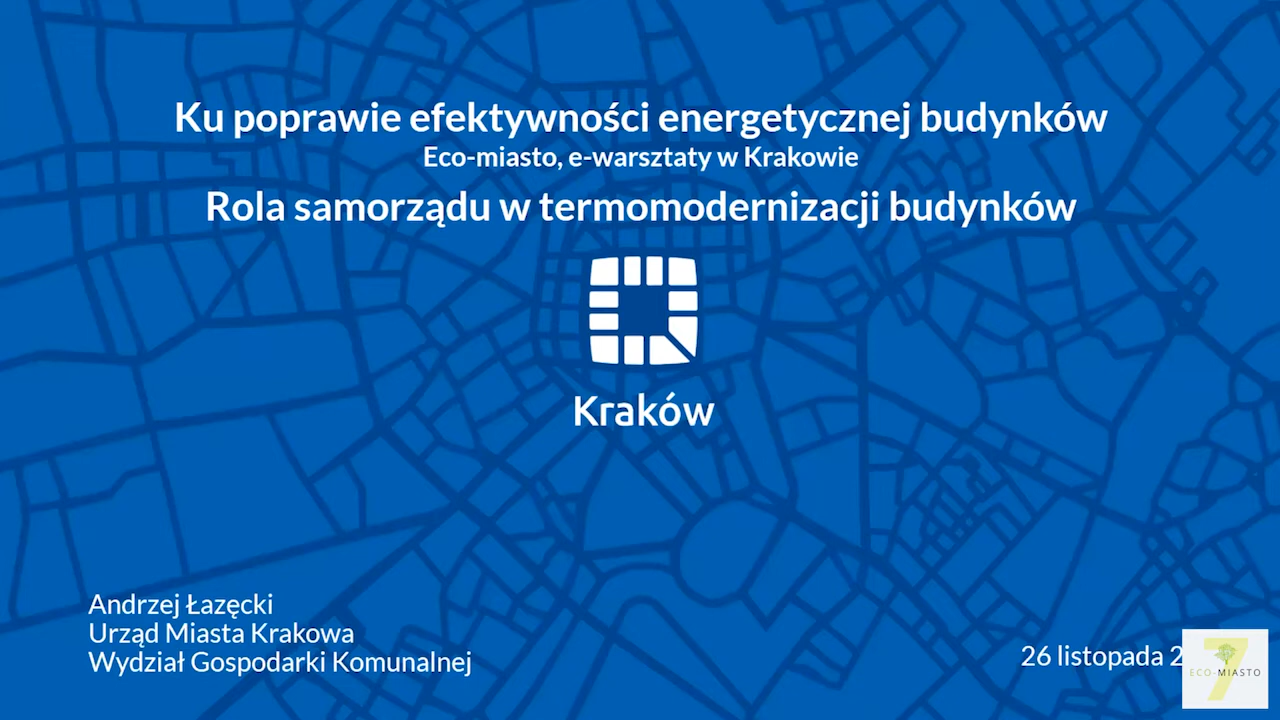 Ku poprawie efektywności energetycznej budynków
Eco-miasto, e-warsztaty w Krakowie
Rola samorządu w termomodernizacji budynków
Kraków
Andrzej Łazęcki
Urząd Miasta Krakowa
Wydział Gospodarki Komunalnej
26 listopada
7
ECO-MIASTO